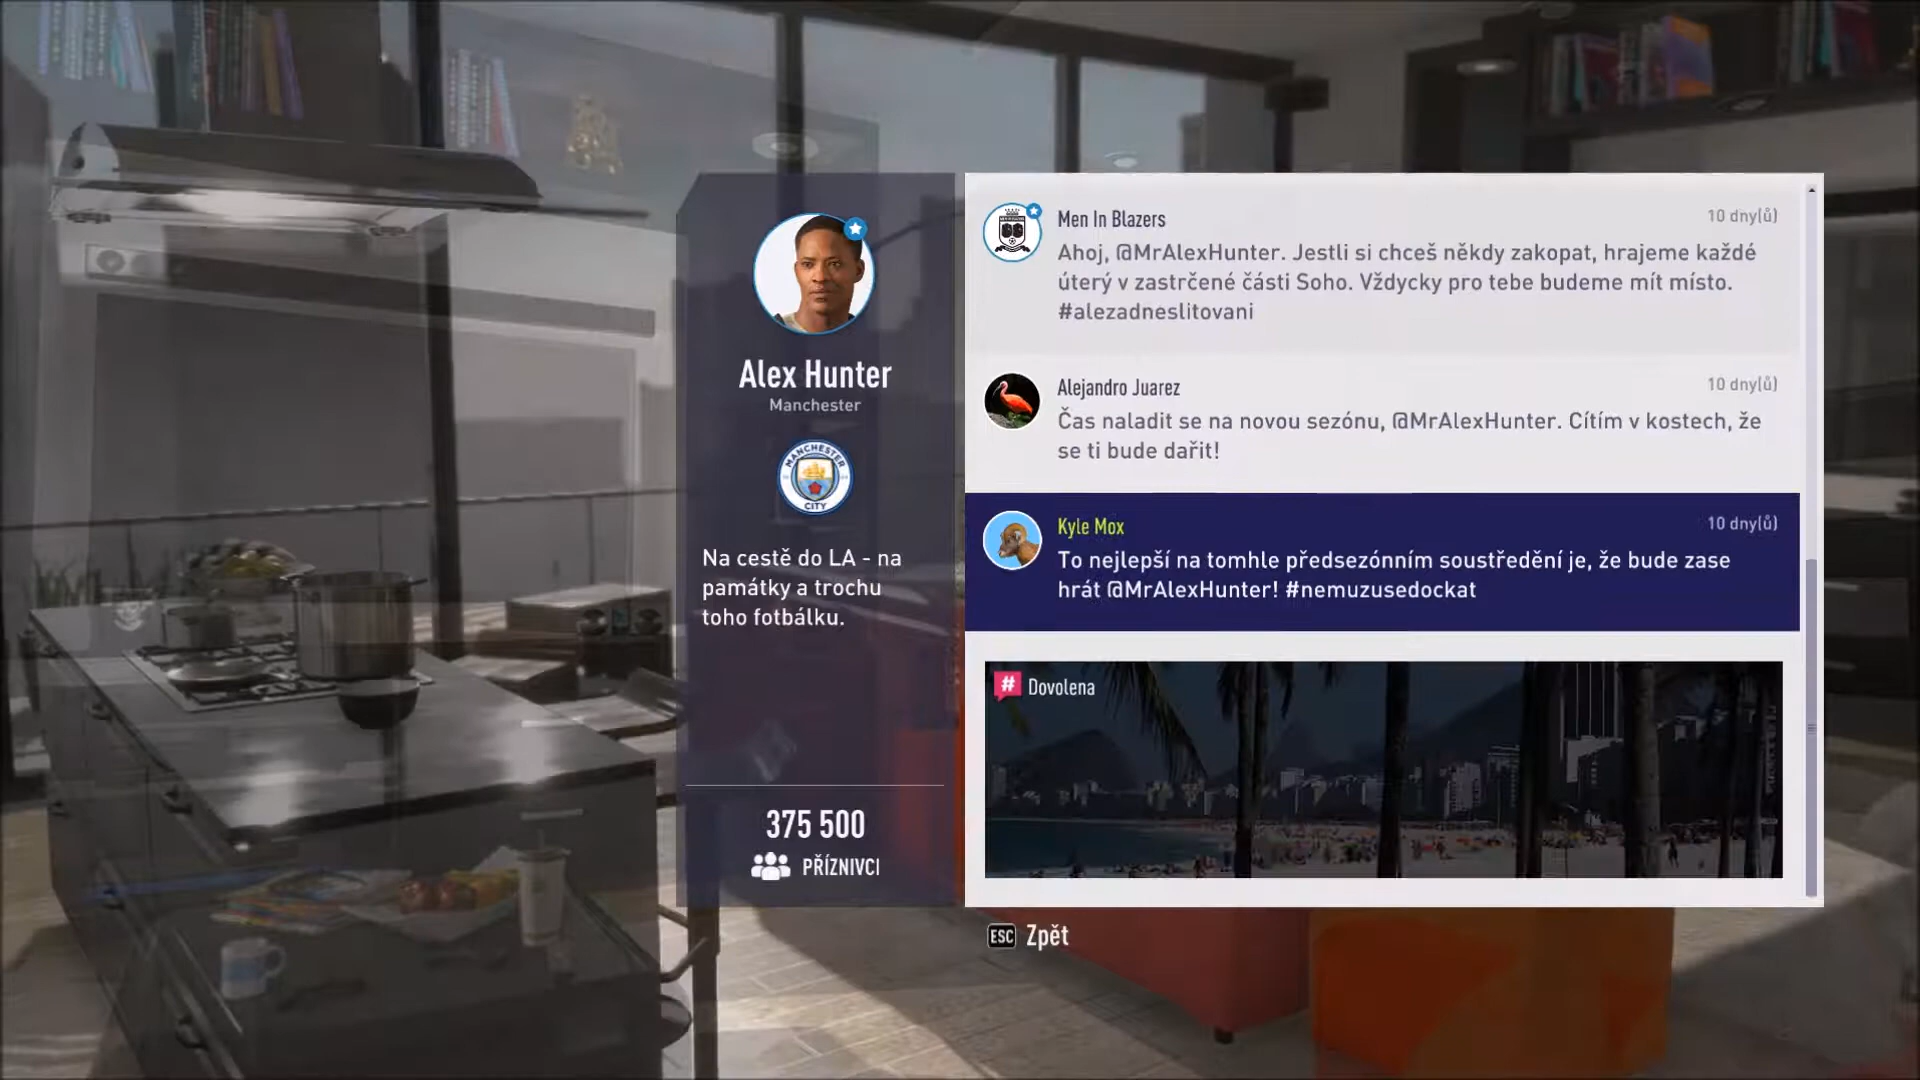 Alex Hunter
Manchester
MANCHESTER
CITY
Na cestě do LA - na
památky a trochu
toho fotbálku.
375 500
PŘÍZNIVCI
Men In Blazers
10 dny(ů)
Ahoj, @MrAlexHunter. Jestli si chceš někdy zakopat, hrajeme každé
úterý v zastrčené části Soho. Vždycky pro tebe budeme mít místo.
#alezadneslitovani
Alejandro Juarez
10 dny(ů)
Čas naladit se na novou sezónu, @MrAlexHunter. Cítím v kostech, že
se ti bude dařit!
Kyle Mox
10 dny(ů)
To nejlepší na tomhle předsezónním soustředění je, že bude zase
hrát @MrAlexHunter! #nemuzusedockat
# Dovolena
ESC Zpět